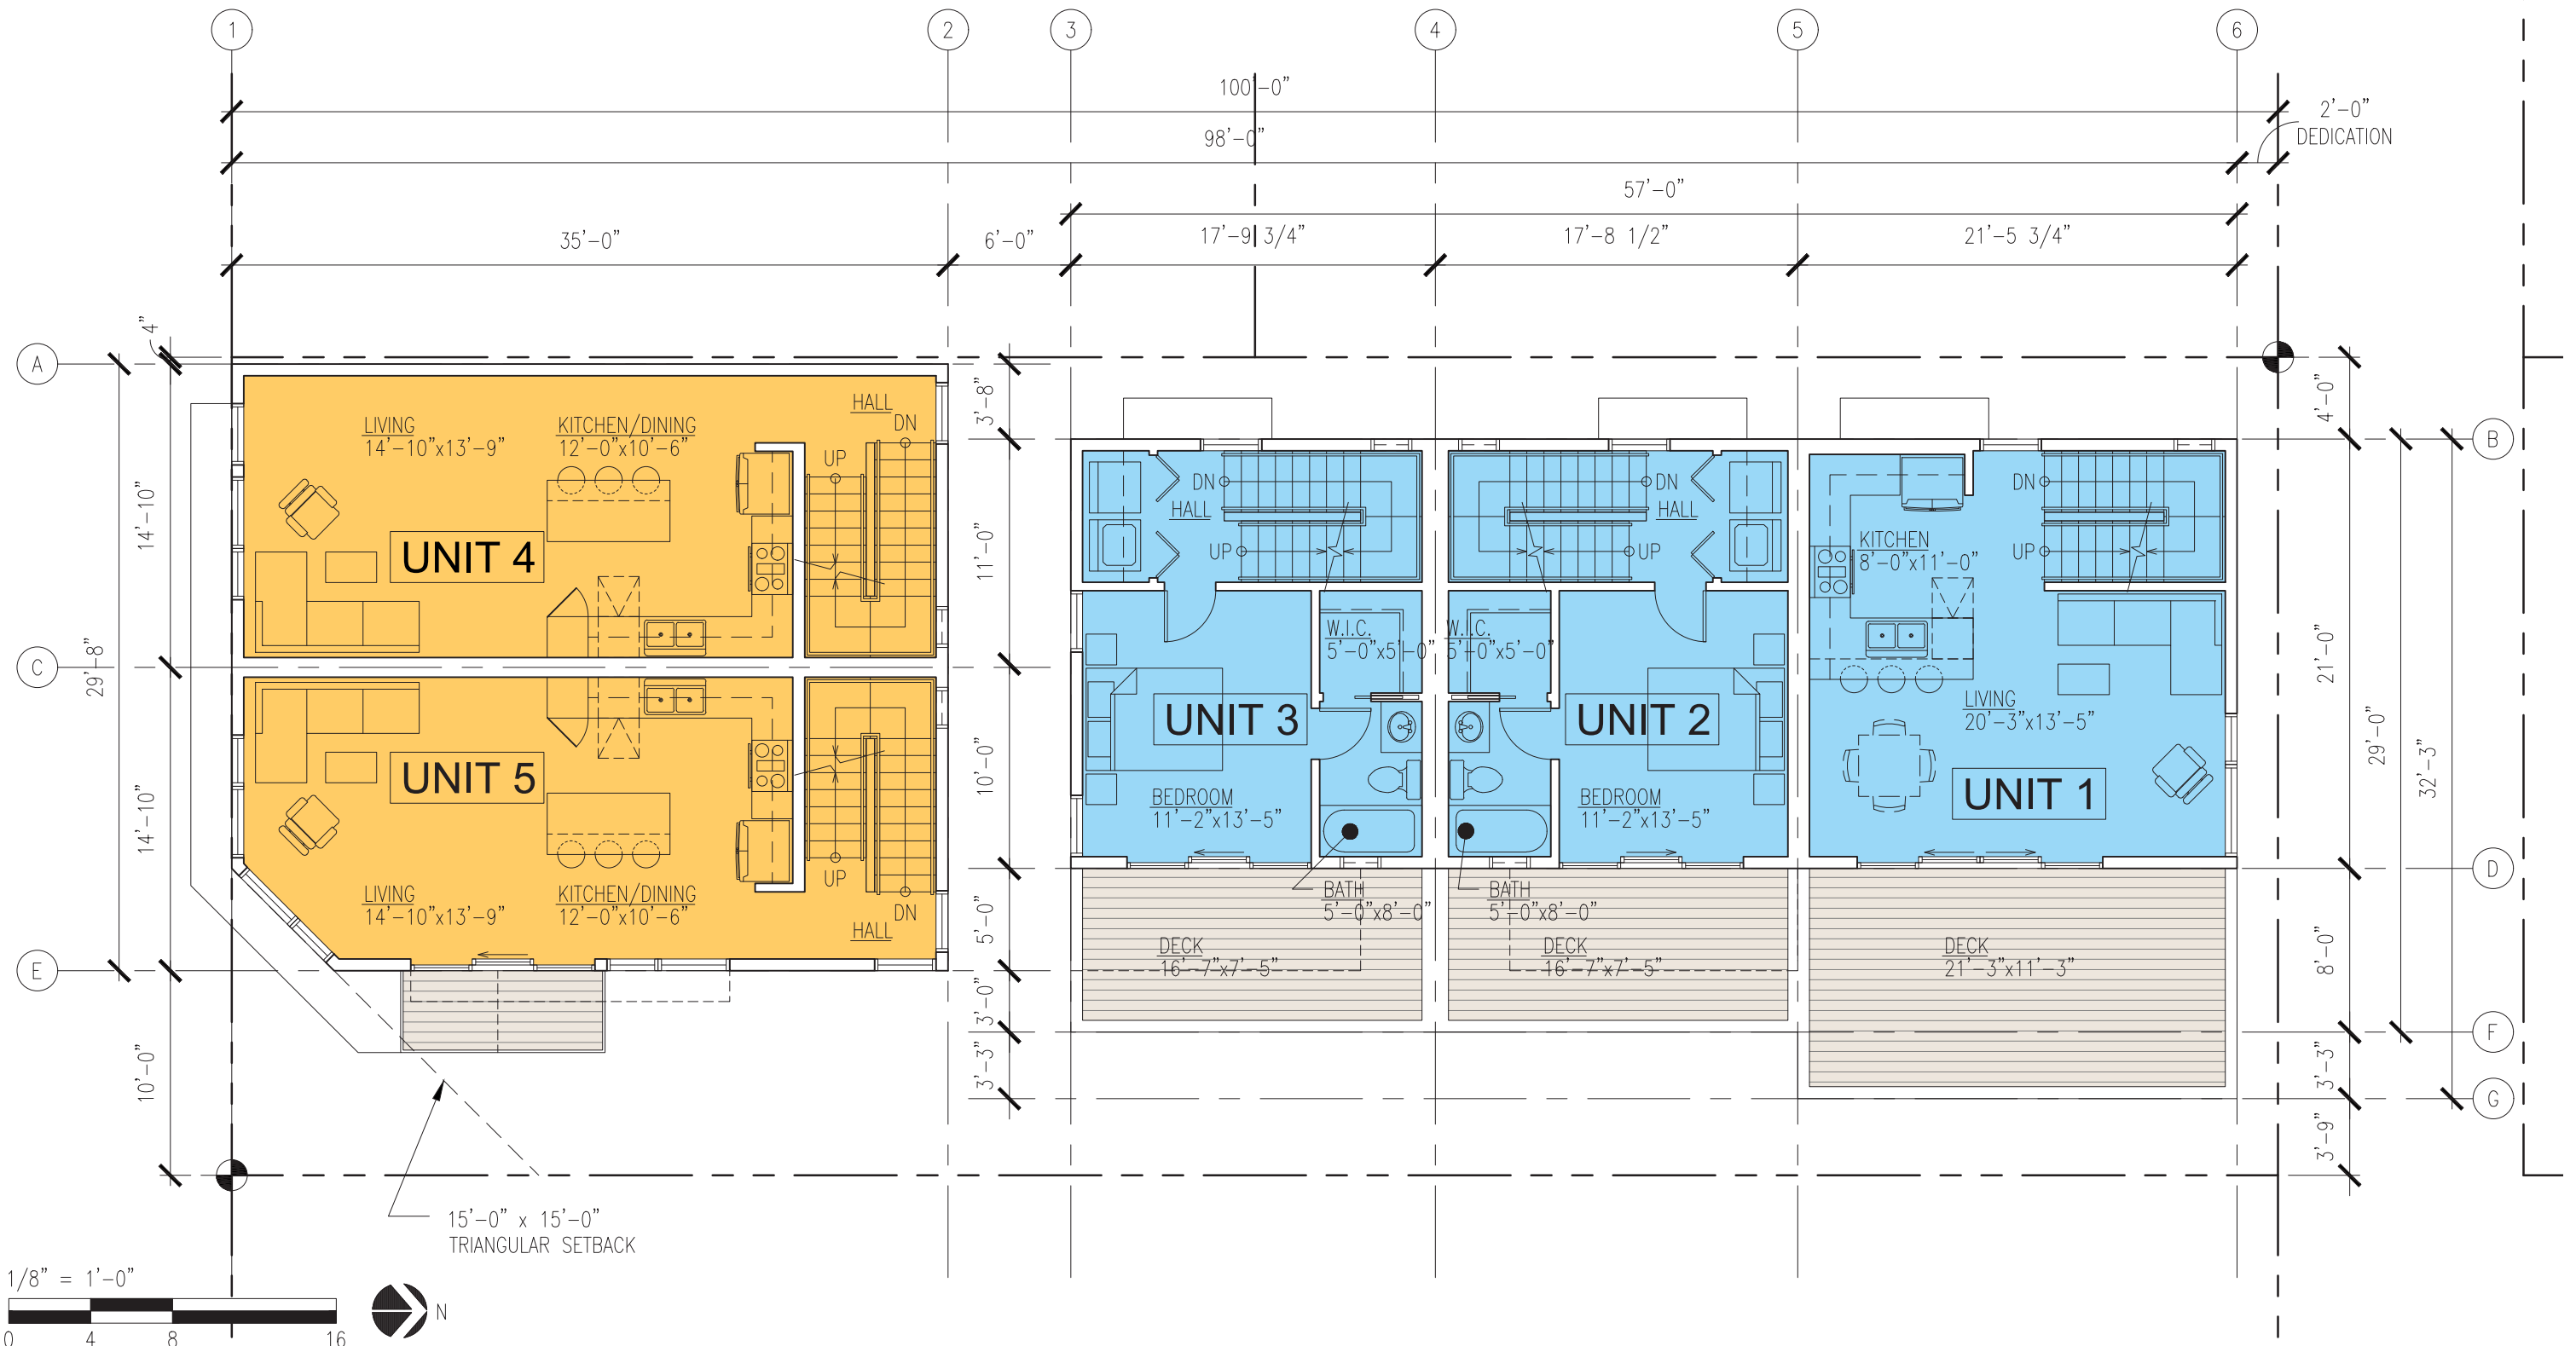 1
2
3
4
5
6
100'-0"
2'-0"
DEDICATION
98'-0"
57'-0"
35'-0"
6'-0"
17'-9 3/4"
17'-8 1/2"
21'-5 3/4"
4"
A
B
C
D
E
F
G
29'-8"
14'-10"
14'-10"
10'-0"
3'-8"
11'-0"
10'-0"
5'-0"
3'-0"
3'-3"
4'-0"
21'-0"
8'-0"
3'-3"
3'-9"
29'-0"
32'-3"
LIVING
14'-10"x13'-9"
KITCHEN/DINING
12'-0"x10'-6"
HALL
DN
UP
UNIT 4
UNIT 5
LIVING
14'-10"x13'-9"
KITCHEN/DINING
12'-0"x10'-6"
UP
DN
HALL
DN
HALL
UP
W.I.C.
5'-0"x5'-0"
UNIT 3
BEDROOM
11'-2"x13'-5"
BATH
5'-0"x8'-0"
DECK
16'-7"x7'-5"
DN
HALL
UP
W.I.C.
5'-0"x5'-0"
UNIT 2
BEDROOM
11'-2"x13'-5"
BATH
5'-0"x8'-0"
DECK
16'-7"x7'-5"
DN
UP
KITCHEN
8'-0"x11'-0"
LIVING
20'-3"x13'-5"
UNIT 1
DECK
21'-3"x11'-3"
15'-0" x 15'-0"
TRIANGULAR SETBACK
1/8" = 1'-0"
0 4 8 16
N